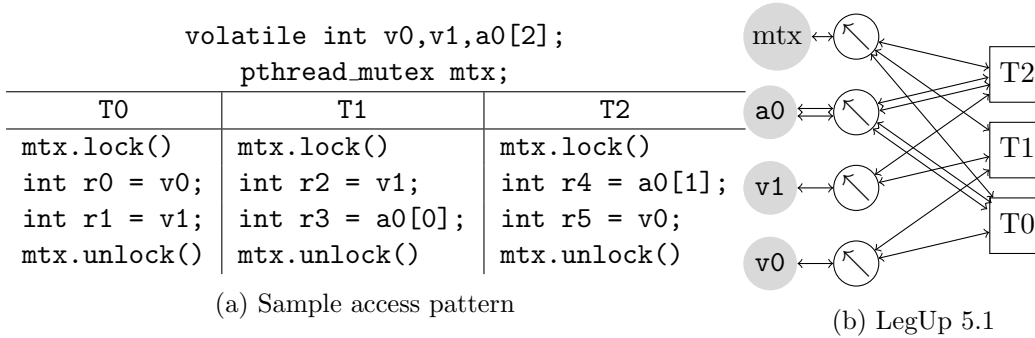 volatile int v0,v1,a0[2];
pthread_mutex mtx;
T0 T1 T2
mtx.lock() mtx.lock() mtx.lock()
int r0 = v0; int r2 = v1; int r4 = a0[1];
int r1 = v1; int r3 = a0[0]; int r5 = v0;
mtx.unlock() mtx.unlock() mtx.unlock()
(a) Sample access pattern
mtx
a0
v1
v0
T2
T1
T0
(b) LegUp 5.1